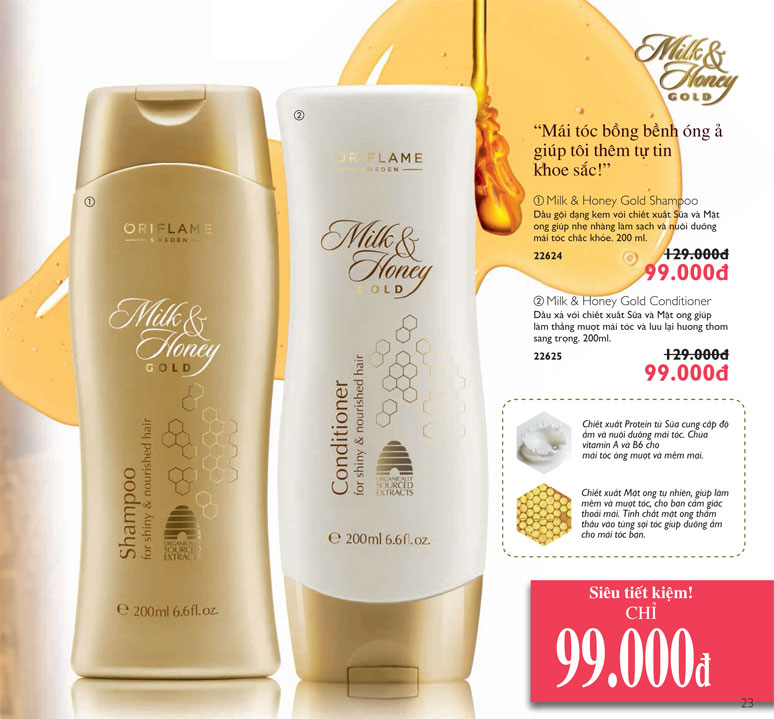 Milk &
Honey
GOLD
“Mái tóc bồng bềnh óng ả
giúp tôi thêm tự tin
khoe sắc!”
① Milk & Honey Gold Shampoo
Dầu gội dạng kem với chiết xuất Sữa và Mật
ong giúp nhẹ nhàng làm sạch và nuôi dưỡng
mái tóc chắc khỏe. 200 ml.
22624
129.000đ
99.000đ
② Milk & Honey Gold Conditioner
Dầu xả với chiết xuất Sữa và Mật ong giúp
làm thẳng mượt mái tóc và lưu lại hương thơm
sang trọng. 200ml.
22625
129.000đ
99.000đ
Chiết xuất Protein từ Sữa cung cấp độ
ẩm và nuôi dưỡng mái tóc. Chứa
vitamin A và B6 cho
mái tóc óng mượt và mềm mại.
Chiết xuất Mật ong tự nhiên, giúp làm
mềm và mượt tóc, cho bạn cảm giác
thoải mái. Tinh chất mật ong thẩm
thấu vào từng sợi tóc giúp dưỡng ẩm
cho mái tóc bạn.
Siêu tiết kiệm!
CHỈ
99.000đ
23
①
ORIFLAME
SWEDEN
Milk &
Honey
GOLD
Shampoo
for shiny & nourished hair
ORGANICALLY
SOURCED
EXTRACTS
℮ 200ml 6.6fl.oz.
②
ORIFLAME
SWEDEN
Milk &
Honey
GOLD
Conditioner
for shiny & nourished hair
ORGANICALLY
SOURCED
EXTRACTS
℮ 200ml 6.6fl.oz.